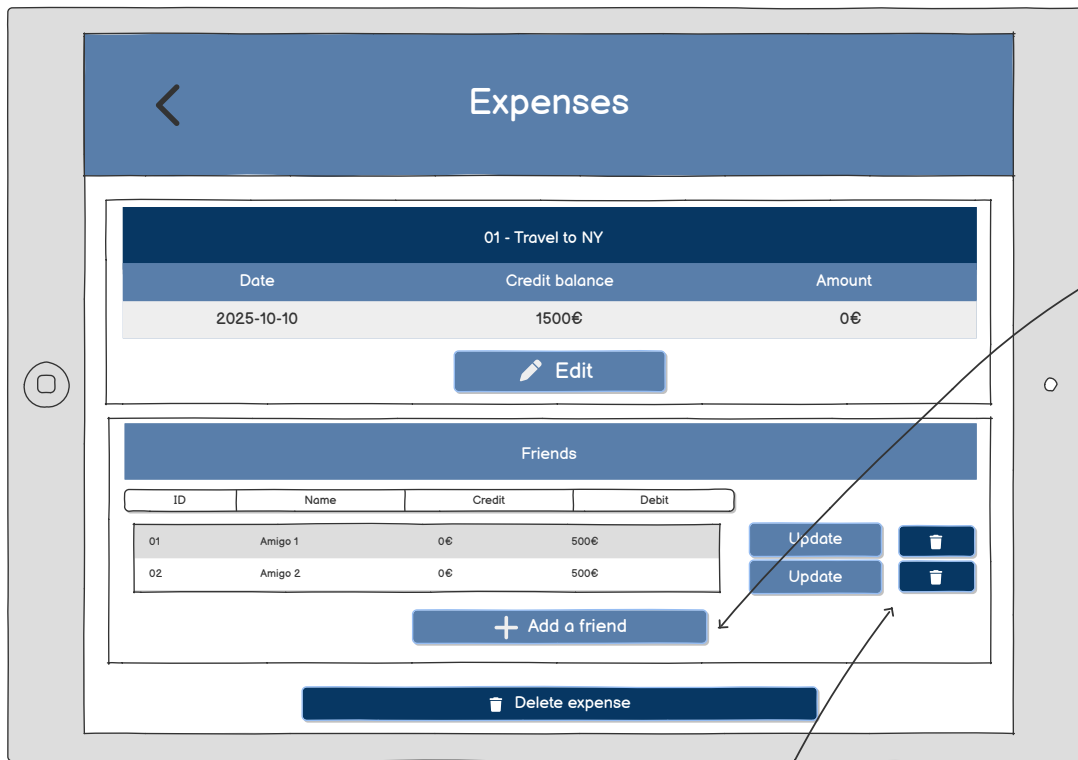 Expenses
01 - Travel to NY
Date Credit balance Amount
2025-10-10 1500€ 0€
Edit
Friends
ID Name Credit Debit
01 Amigo 1 0€ 500€ Update
02 Amigo 2 0€ 500€ Update
Add a friend
Delete expense